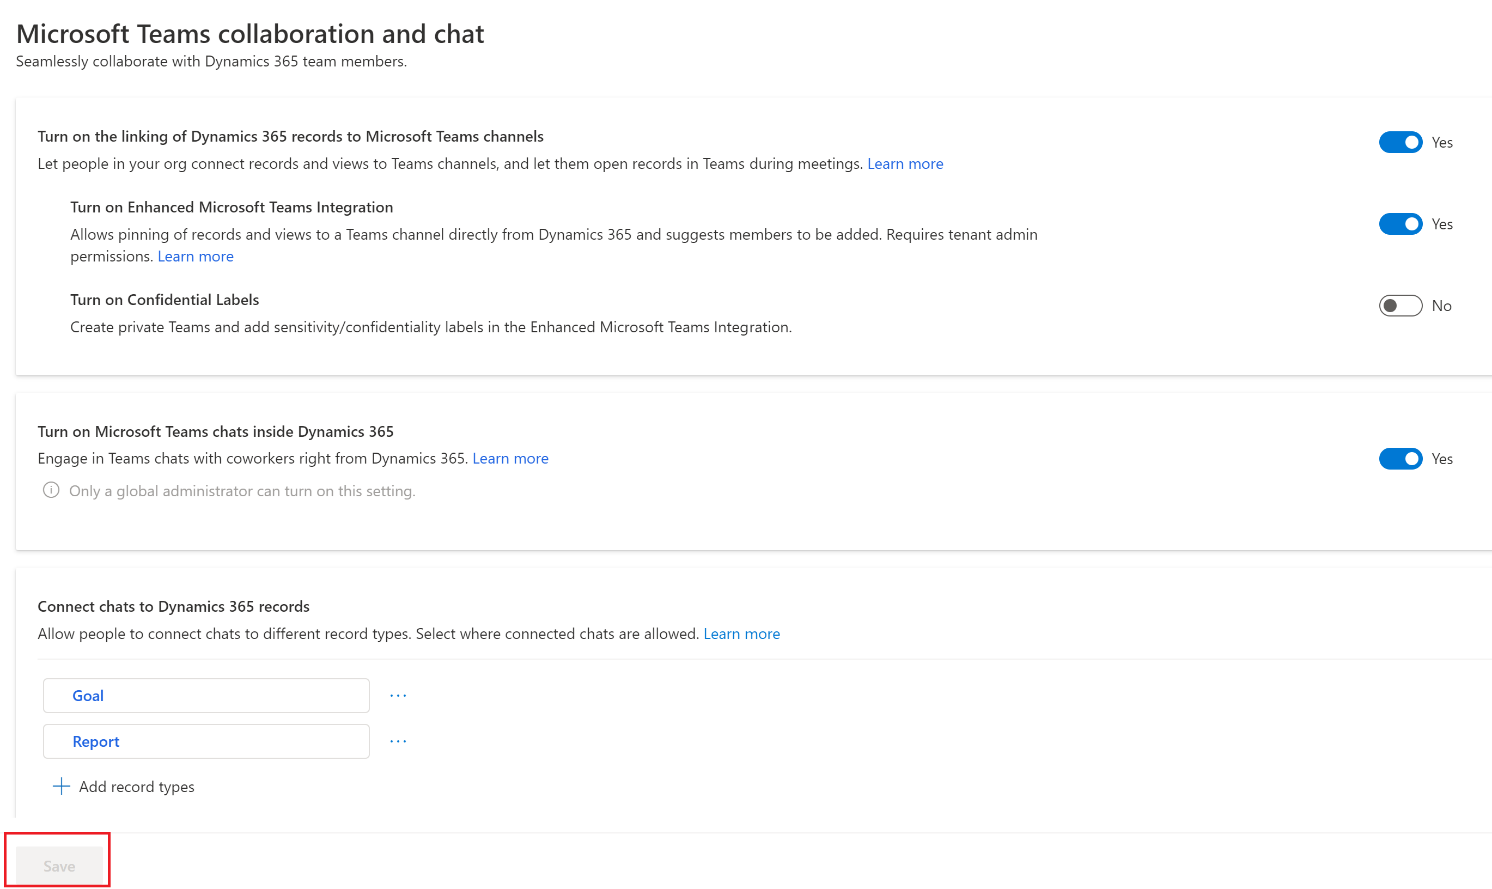 Microsoft Teams collaboration and chat
Seamlessly collaborate with Dynamics 365 team members.
Turn on the linking of Dynamics 365 records to Microsoft Teams channels
Yes
Let people in your org connect records and views to Teams channels, and let them open records in Teams during meetings. Learn more
Turn on Enhanced Microsoft Teams Integration
Yes
Allows pinning of records and views to a Teams channel directly from Dynamics 365 and suggests members to be added. Requires tenant admin
permissions. Learn more
Turn on Confidential Labels
No
Create private Teams and add sensitivity/confidentiality labels in the Enhanced Microsoft Teams Integration.
Turn on Microsoft Teams chats inside Dynamics 365
Engage in Teams chats with coworkers right from Dynamics 365. Learn more
Yes
Only a global administrator can turn on this setting.
Connect chats to Dynamics 365 records
Allow people to connect chats to different record types. Select where connected chats are allowed. Learn more
Goal
Report
Add record types
Save